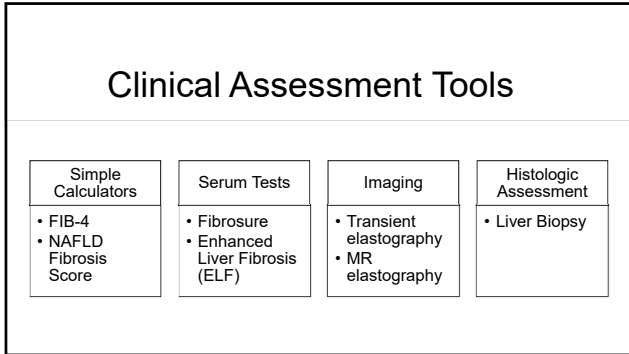 Clinical Assessment Tools
Simple
Calculators
• FIB-4
• NAFLD
Fibrosis
Score
Serum Tests
• Fibrosure
• Enhanced
Liver Fibrosis
(ELF)
Imaging
• Transient
elastography
• MR
elastography
Histologic
Assessment
• Liver Biopsy